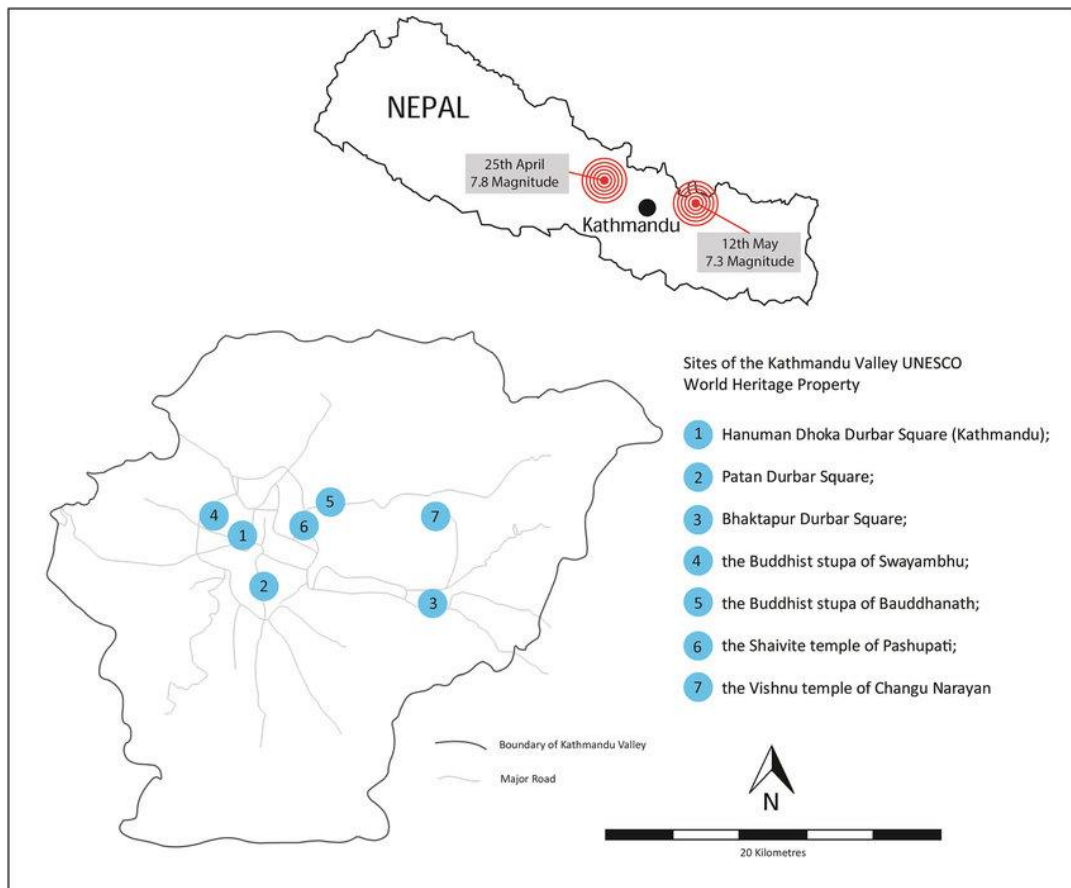 NEPAL
25th April
7.8 Magnitude
Kathmandu
12th May
7.3 Magnitude
Sites of the Kathmandu Valley UNESCO
World Heritage Property
1 Hanuman Dhoka Durbar Square (Kathmandu);
2 Patan Durbar Square;
3 Bhaktapur Durbar Square;
4 the Buddhist stupa of Swayambhu;
5 the Buddhist stupa of Bauddhanath;
6 the Shaivite temple of Pashupati;
7 the Vishnu temple of Changu Narayan
5
4
7
6
1
2
3
Boundary of Kathmandu Valley
Major Road
N
20 Kilometres